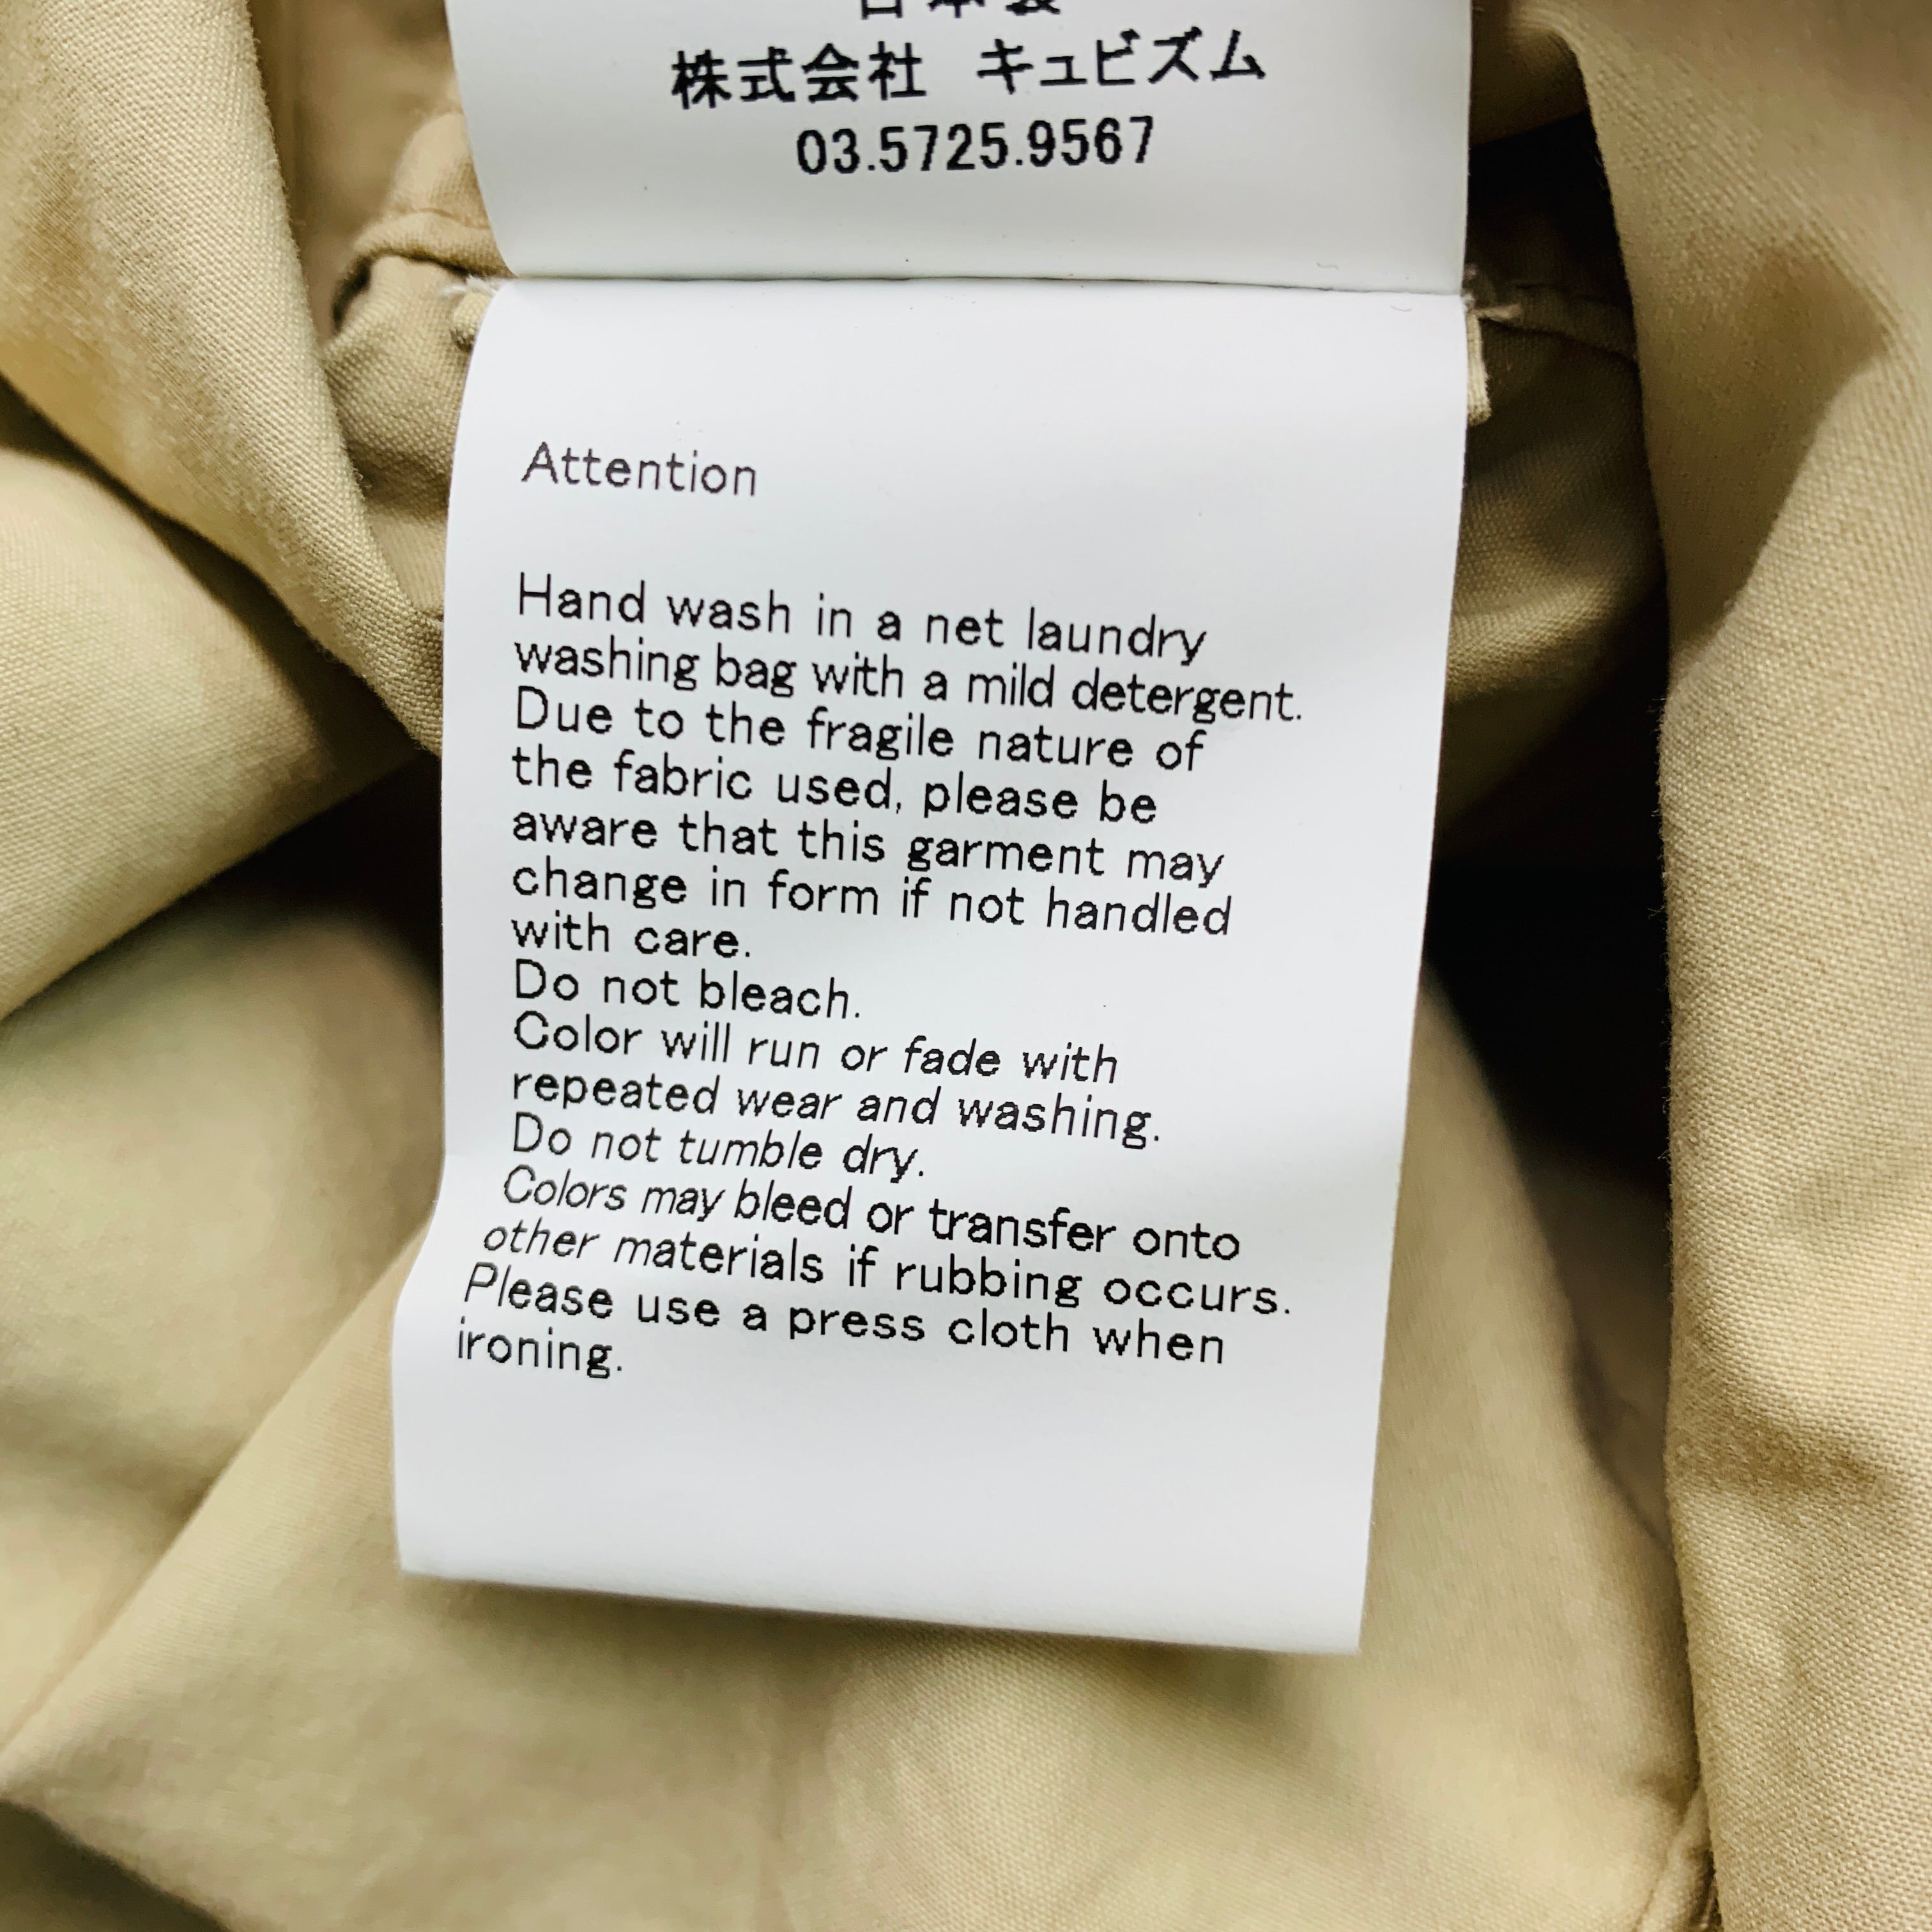 日本製
株式会社 キュビズム
03.5725.9567
Attention
Hand wash in a net laundry
washing bag with a mild detergent.
Due to the fragile nature of
the fabric used, please be
aware that this garment may
change in form if not handled
with care.
Do not bleach.
Color will run or fade with
repeated wear and washing.
Do not tumble dry.
Colors may bleed or transfer onto
other materials if rubbing occurs.
Please use a press cloth when
ironing.